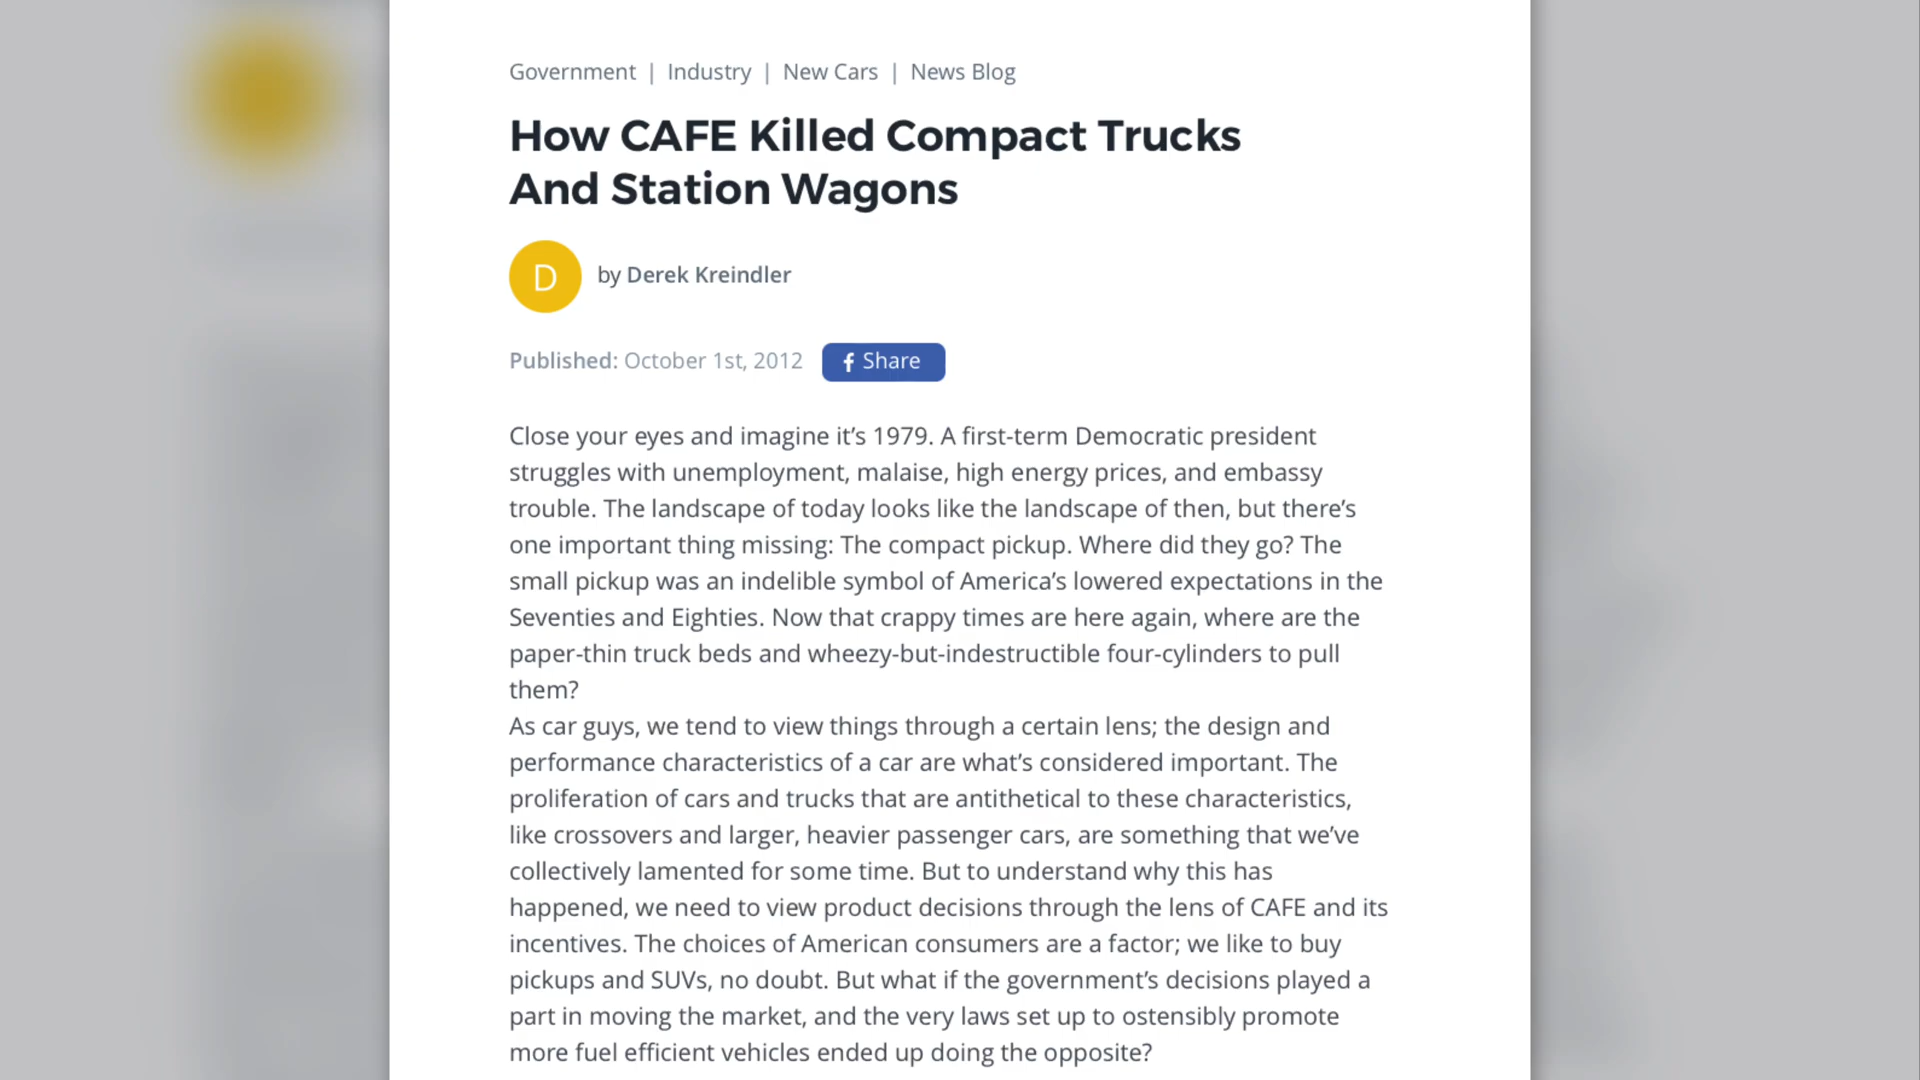 Government | Industry | New Cars | News Blog
How CAFE Killed Compact Trucks
And Station Wagons
D
by Derek Kreindler
Published: October 1st, 2012
f Share
Close your eyes and imagine it’s 1979. A first-term Democratic president
struggles with unemployment, malaise, high energy prices, and embassy
trouble. The landscape of today looks like the landscape of then, but there’s
one important thing missing: The compact pickup. Where did they go? The
small pickup was an indelible symbol of America’s lowered expectations in the
Seventies and Eighties. Now that crappy times are here again, where are the
paper-thin truck beds and wheezy-but-indestructible four-cylinders to pull
them?
As car guys, we tend to view things through a certain lens; the design and
performance characteristics of a car are what’s considered important. The
proliferation of cars and trucks that are antithetical to these characteristics,
like crossovers and larger, heavier passenger cars, are something that we’ve
collectively lamented for some time. But to understand why this has
happened, we need to view product decisions through the lens of CAFE and its
incentives. The choices of American consumers are a factor; we like to buy
pickups and SUVs, no doubt. But what if the government’s decisions played a
part in moving the market, and the very laws set up to ostensibly promote
more fuel efficient vehicles ended up doing the opposite?